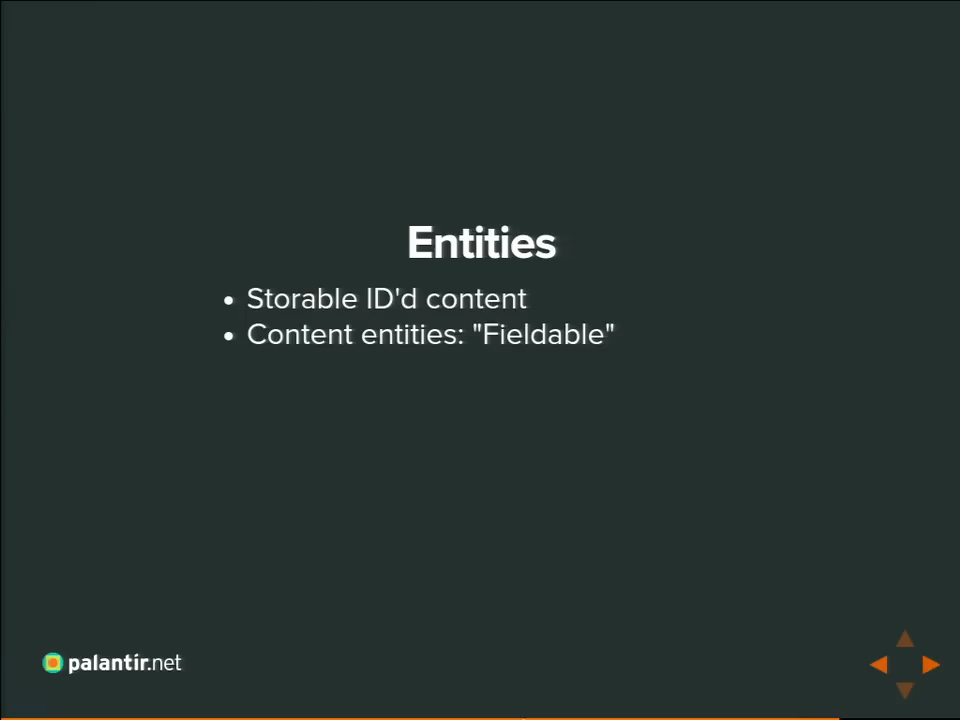 Entities
• Storable ID'd content
• Content entities: "Fieldable"
palantir.net